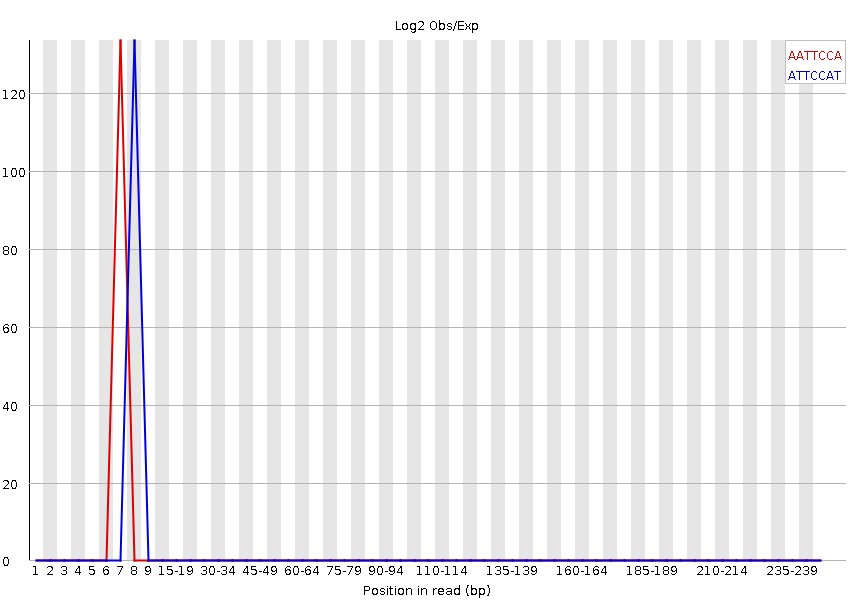 Log2 Obs/Exp
AATTCCA
ATTCCAT
120
100
80
60
40
20
0
1 2 3 4 5 6 7 8 9 15-19 30-34 45-49 60-64 75-79 90-94 110-114 135-139 160-164 185-189 210-214 235-239
Position in read (bp)